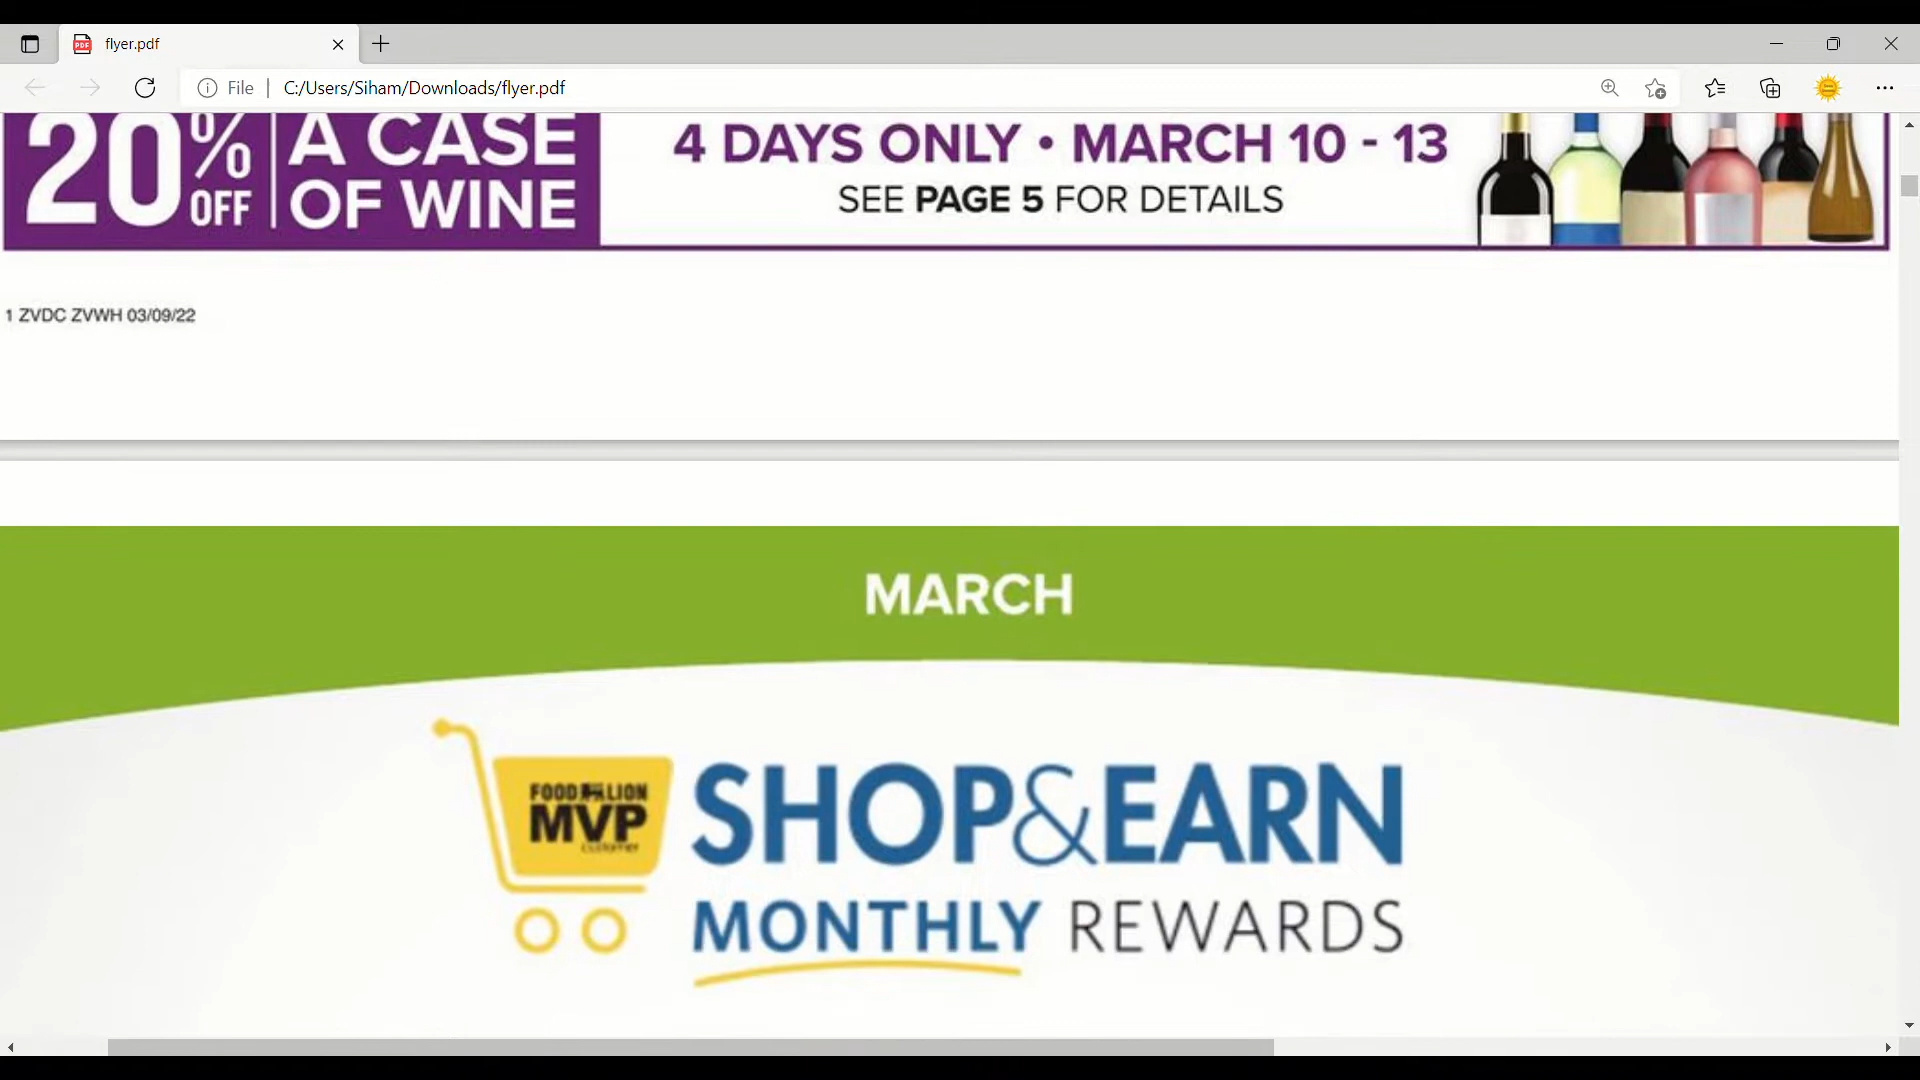 flyer.pdf
File
C:/Users/Siham/Downloads/flyer.pdf
20% OFF
A CASE
OF WINE
4 DAYS ONLY • MARCH 10 - 13
SEE PAGE 5 FOR DETAILS
1 ZVDC ZVWH 03/09/22
MARCH
FOOD LION
MVP
customer
SHOP&EARN
MONTHLY REWARDS